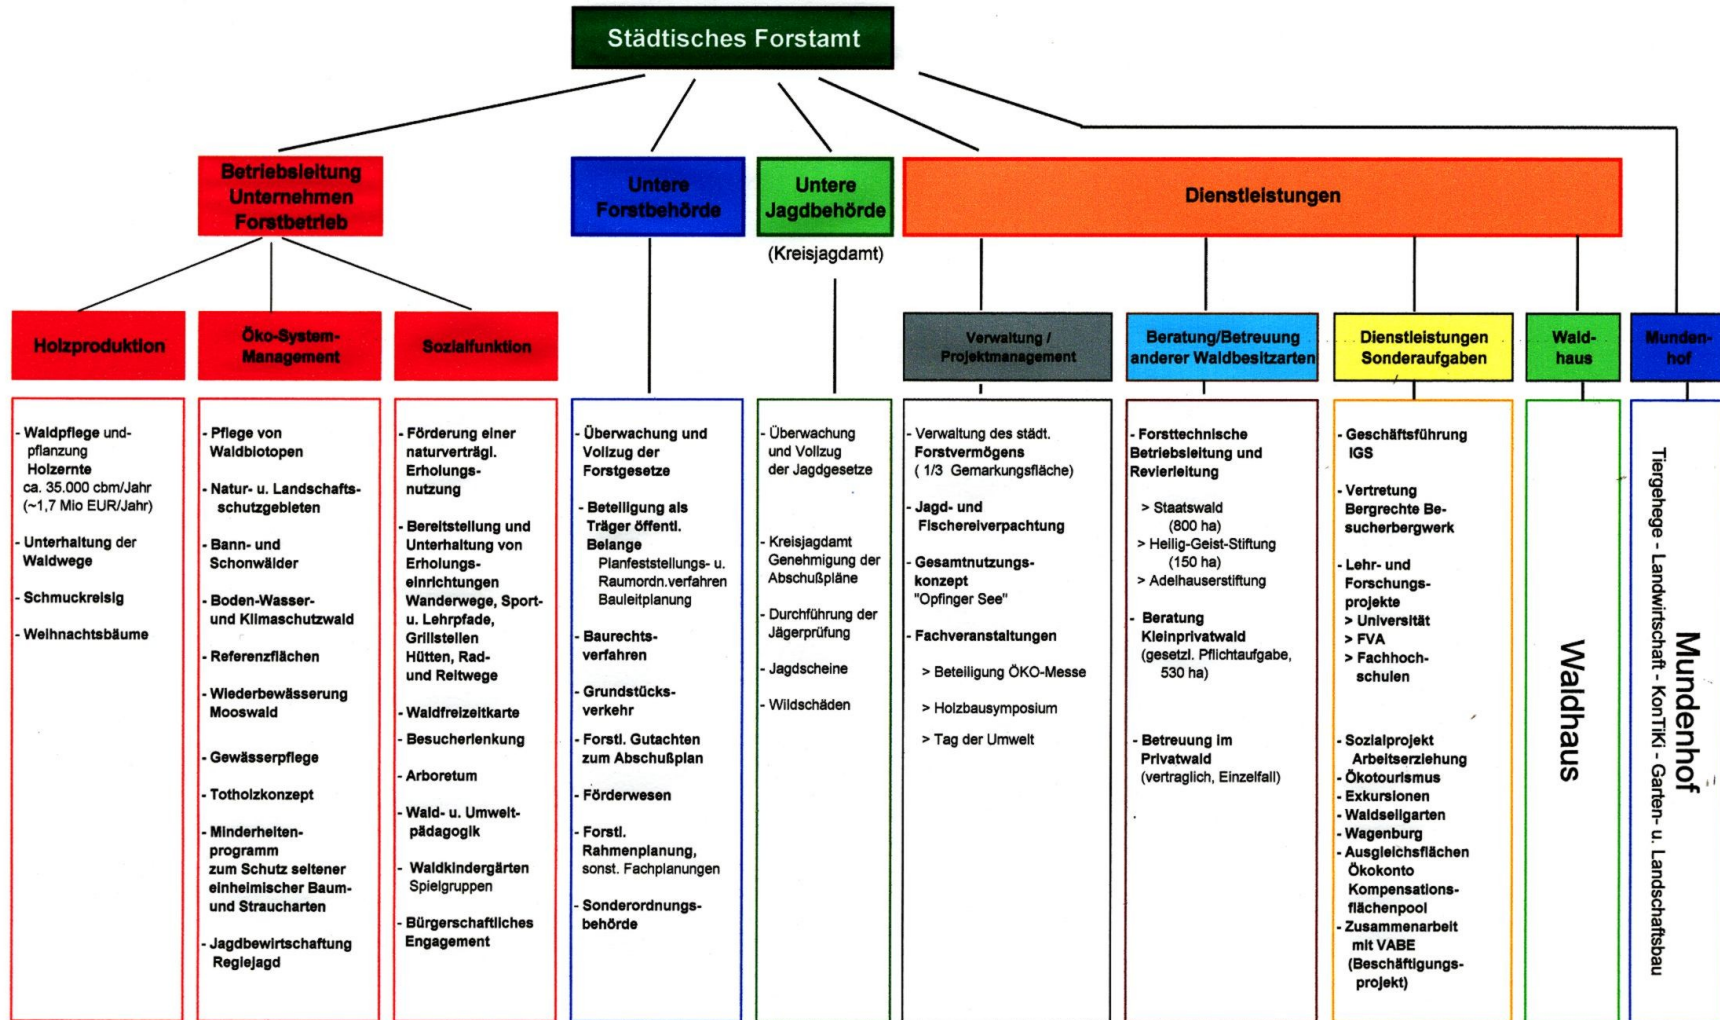 Städtisches Forstamt
Betriebsleitung
Unternehmen
Forstbetrieb
Untere
Forstbehörde
Untere
Jagdbehörde
(Kreisjagdamt)
Dienstleistungen
Holzproduktion
Öko-System-
Management
Sozialfunktion
Verwaltung /
Projektmanagement
Beratung/Betreuung
anderer Waldbesitzarten
Dienstleistungen
Sonderaufgaben
Wald-
haus
Munden-
hof
- Waldpflege und-
pflanzung
Holzernte
ca. 35.000 cbm/Jahr
(~1,7 Mio EUR/Jahr)
- Unterhaltung der
Waldwege
- Schmuckreisig
- Weihnachtsbäume
- Pflege von
Waldbiotopen
- Natur- u. Landschafts-
schutzgebieten
- Bann- und
Schonwälder
- Boden-Wasser-
und Klimaschutzwald
- Referenzflächen
- Wiederbewässerung
Mooswald
- Gewässerpflege
- Totholzkonzept
- Minderheiten-
programm
zum Schutz seltener
einheimischer Baum-
und Straucharten
- Jagdbewirtschaftung
Regiejagd
- Förderung einer
naturverträgl.
Erholungs-
nutzung
- Bereitstellung und
Unterhaltung von
Erholungs-
einrichtungen
Wanderwege, Sport-
u. Lehrpfade,
Grillstellen
Hütten, Rad-
und Reitwege
- Waldfreizeitkarte
- Besucherlenkung
- Arboretum
- Wald- u. Umwelt-
pädagogik
- Waldkindergärten
Spielgruppen
- Bürgerschaftliches
Engagement
- Überwachung und
Vollzug der
Forstgesetze
- Beteiligung als
Träger öffentl.
Belange
Planfeststellungs- u.
Raumordn.verfahren
Bauleitplanung
- Baurechts-
verfahren
- Grundstücks-
verkehr
- Forstl. Gutachten
zum Abschußplan
- Förderwesen
- Forstl.
Rahmenplanung,
sonst. Fachplanungen
- Sonderordnungs-
behörde
- Überwachung
und Vollzug
der Jagdgesetze
- Kreisjagdamt
Genehmigung der
Abschußpläne
- Durchführung der
Jägerprüfung
- Jagdscheine
- Wildschäden
- Verwaltung des städt.
Forstvermögens
( 1/3 Gemarkungsfläche)
- Jagd- und
Fischereiverpachtung
- Gesamtnutzungs-
konzept
"Opfinger See"
- Fachveranstaltungen
> Beteiligung ÖKO-Messe
> Holzbausymposium
> Tag der Umwelt
- Forsttechnische
Betriebsleitung und
Revierleitung
> Staatswald
(800 ha)
> Heilig-Geist-Stiftung
(150 ha)
> Adelhauserstiftung
- Beratung
Kleinprivatwald
(gesetzl. Pflichtaufgabe,
530 ha)
- Betreuung im
Privatwald
(vertraglich, Einzelfall)
- Geschäftsführung
IGS
- Vertretung
Bergrechte Be-
sucherbergwerk
- Lehr- und
Forschungs-
projekte
> Universität
> FVA
> Fachhoch-
schulen
- Sozialprojekt
Arbeitserziehung
- Ökotourismus
- Exkursionen
- Waldseilgarten
- Wagenburg
- Ausgleichsflächen
Ökokonto
Kompensations-
flächenpool
- Zusammenarbeit
mit VABE
(Beschäftigungs-
projekt)
Waldhaus
Mundenhof
Tiergehege - Landwirtschaft - KonTiKi - Garten- u. Landschaftsbau